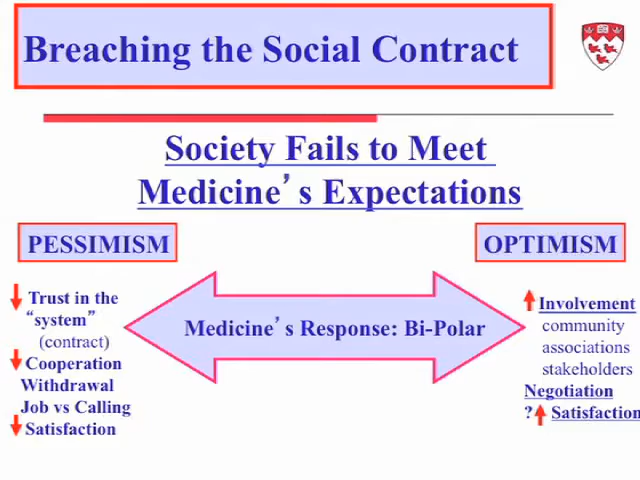 Breaching the Social Contract
Society Fails to Meet
Medicine’s Expectations
PESSIMISM
OPTIMISM
Trust in the
“system”
(contract)
Cooperation
Withdrawal
Job vs Calling
Satisfaction
Medicine’s Response: Bi-Polar
Involvement
community
associations
stakeholders
Negotiation
? Satisfaction